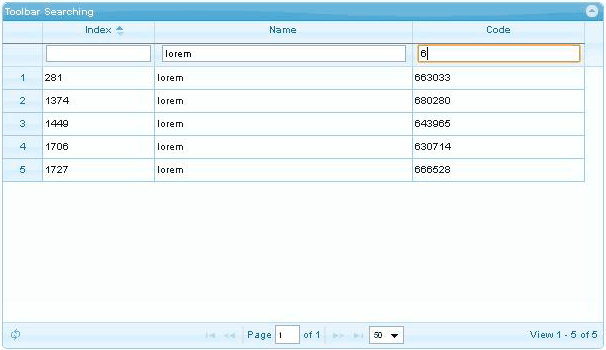 Toolbar Searching
Index Name Code
lorem 6
1 281 lorem 663033
2 1374 lorem 680280
3 1449 lorem 643965
4 1706 lorem 630714
5 1727 lorem 666528
Page 1 of 1 50 View 1 - 5 of 5